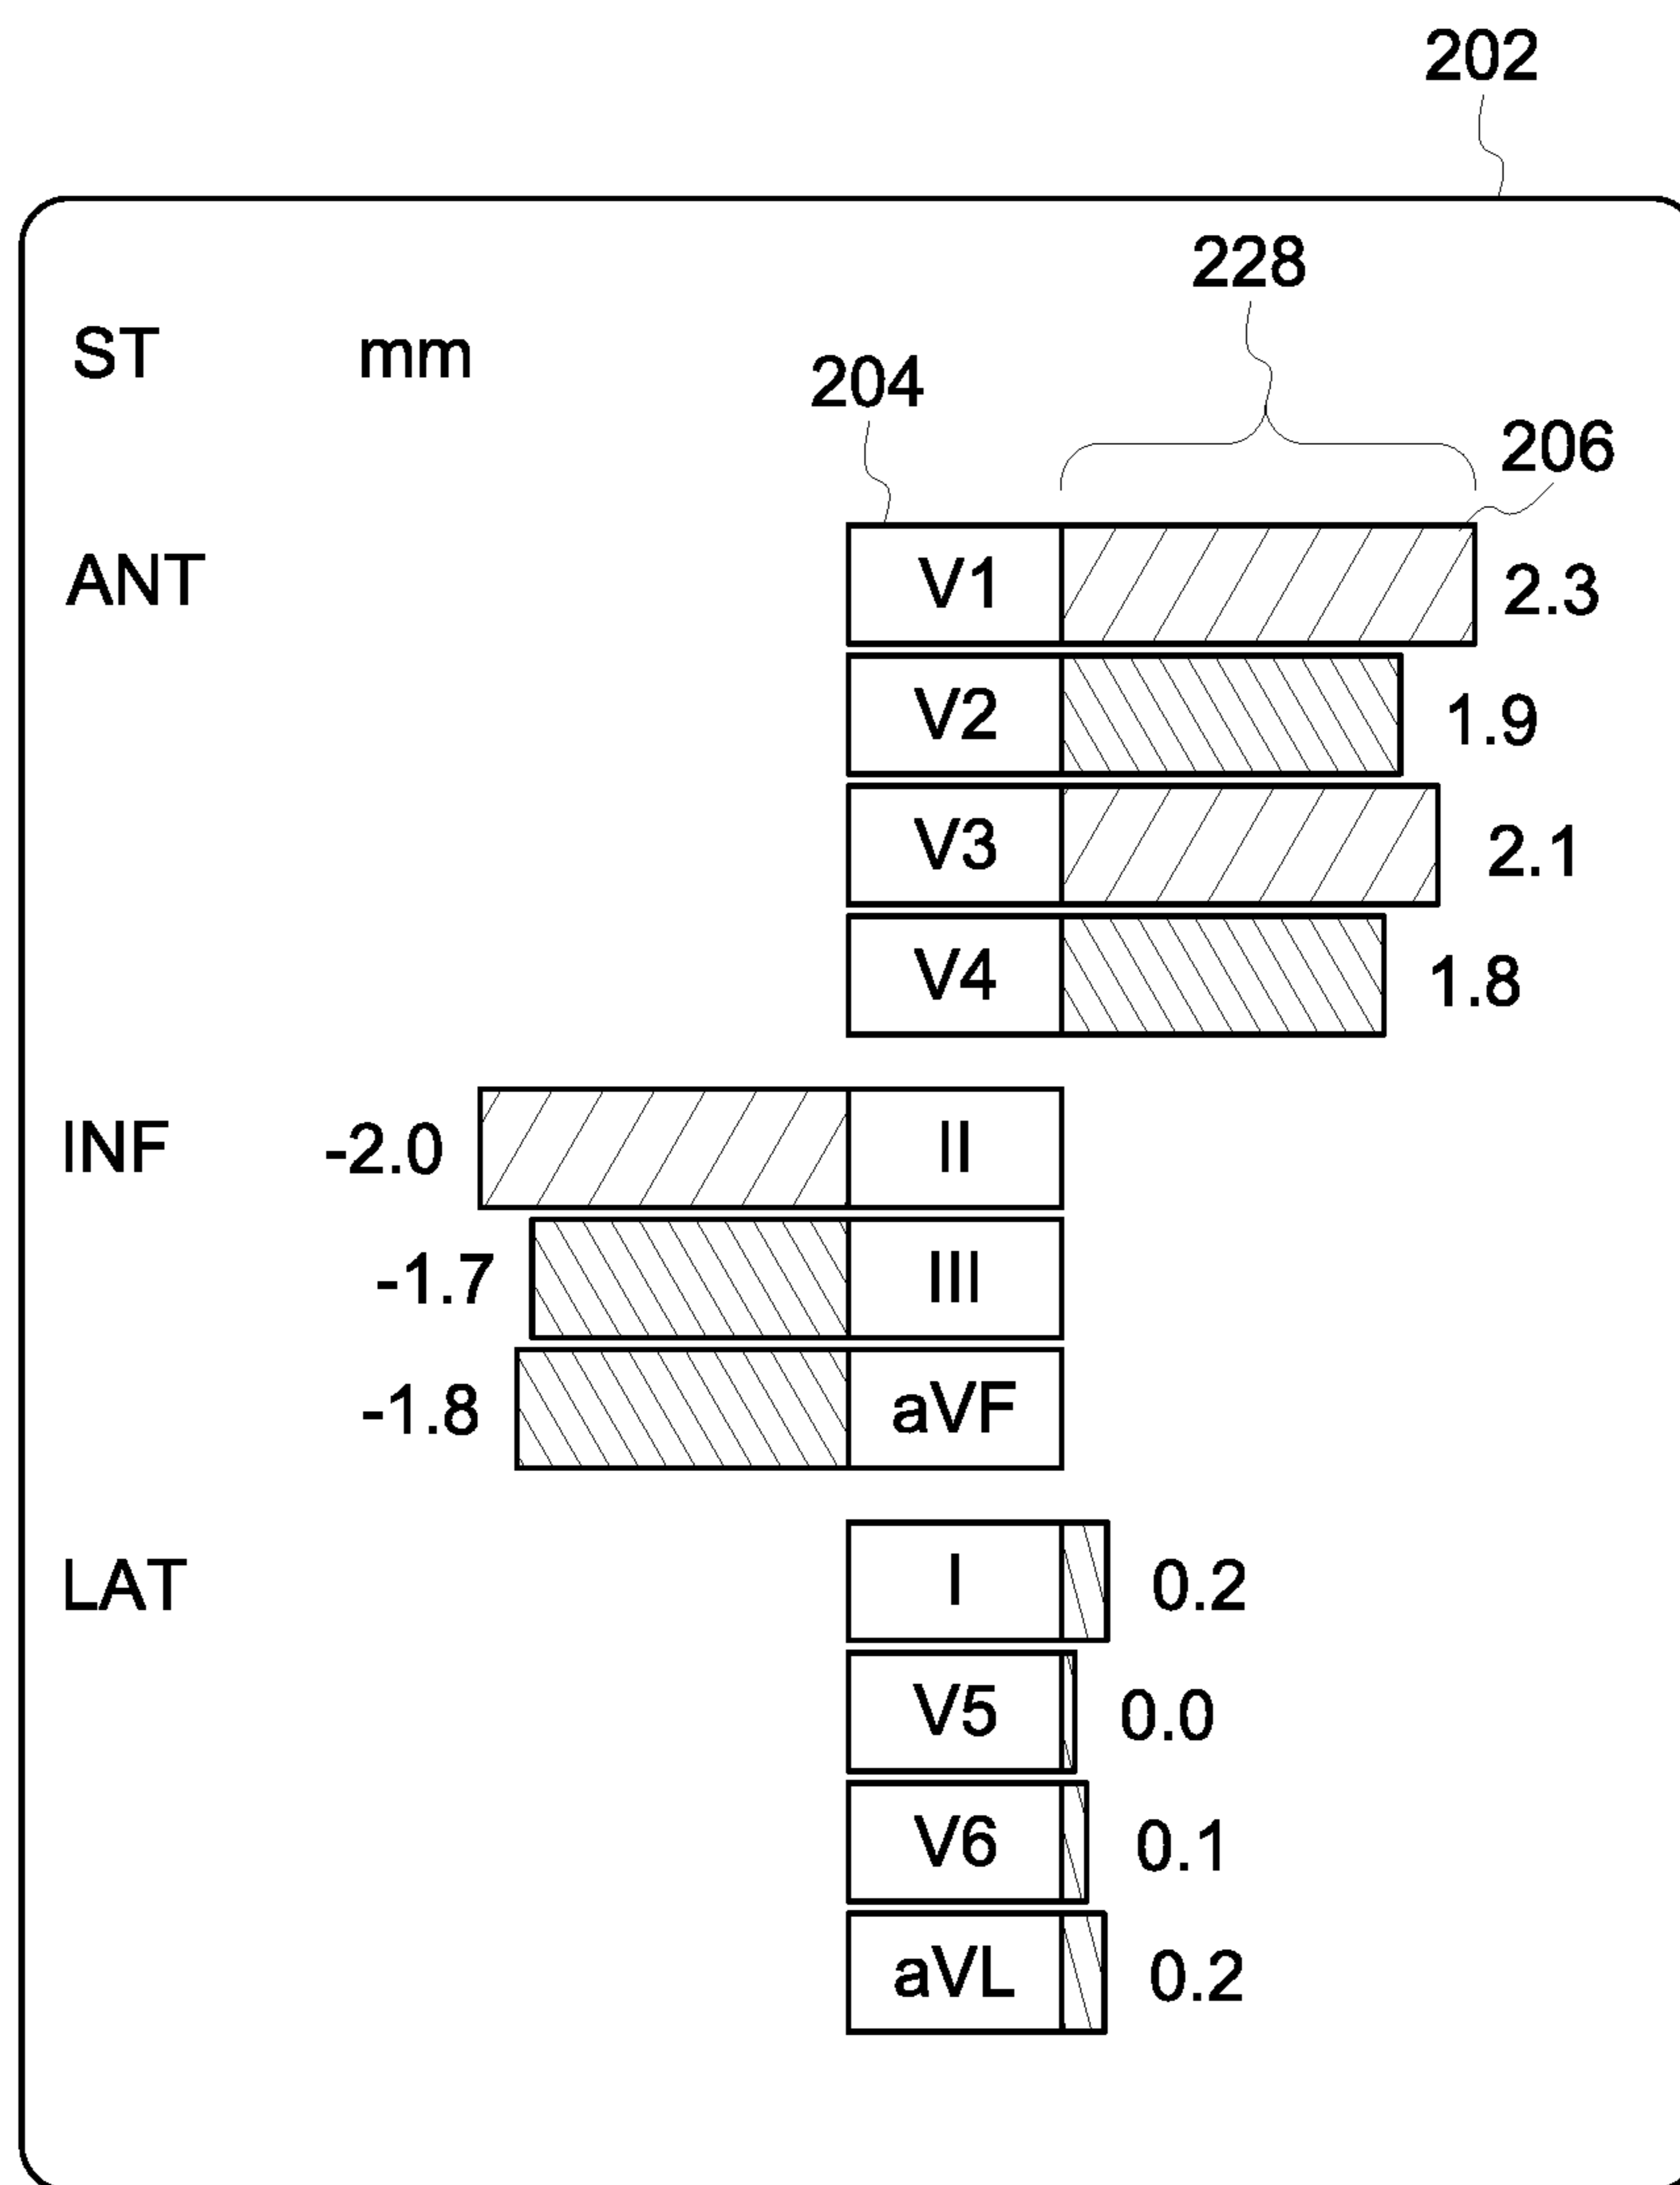 202
228
ST mm
204
206
ANT V1 2.3
V2 1.9
V3 2.1
V4 1.8
INF -2.0 II
-1.7 III
-1.8 aVF
LAT I 0.2
V5 0.0
V6 0.1
aVL 0.2